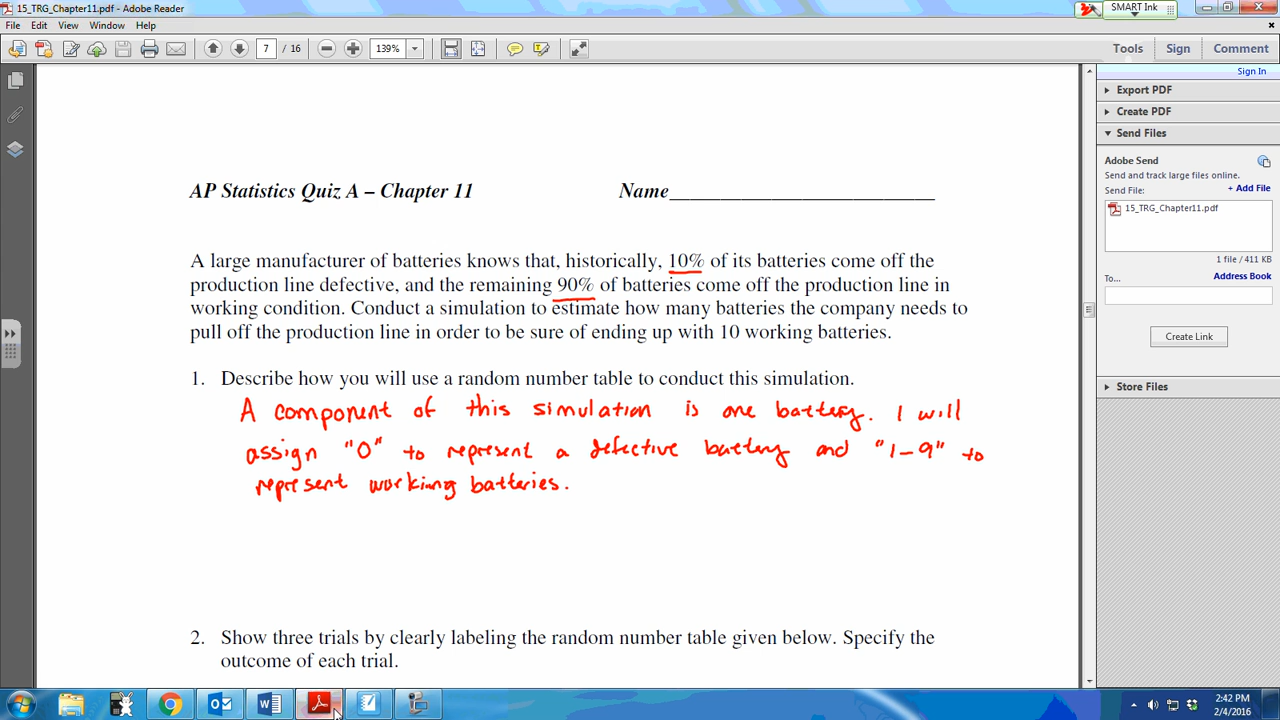 15_TRG_Chapter11.pdf - Adobe Reader
SMART Ink
File Edit View Window Help
7 / 16 139% Tools Sign Comment
Sign In
Export PDF
Create PDF
Send Files
Adobe Send
Send and track large files online.
Send File: + Add File
15_TRG_Chapter11.pdf
1 file / 411 KB
To... Address Book
Create Link
Store Files
AP Statistics Quiz A – Chapter 11 Name
A large manufacturer of batteries knows that, historically, 10% of its batteries come off the
production line defective, and the remaining 90% of batteries come off the production line in
working condition. Conduct a simulation to estimate how many batteries the company needs to
pull off the production line in order to be sure of ending up with 10 working batteries.
1. Describe how you will use a random number table to conduct this simulation.
A component of this simulation is one battery. I will
assign "0" to represent a defective battery and "1-9" to
represent working batteries.
2. Show three trials by clearly labeling the random number table given below. Specify the
outcome of each trial.
2:42 PM
2/4/2016